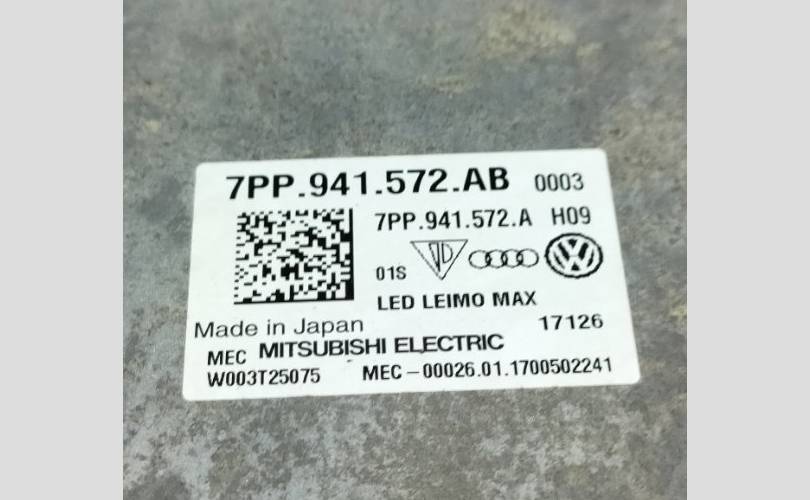 7PP.941.572.AB 0003
7PP.941.572.A H09
01S
LED LEIMO MAX
Made in Japan 17126
MEC MITSUBISHI ELECTRIC
W003T25075 MEC-00026.01.1700502241